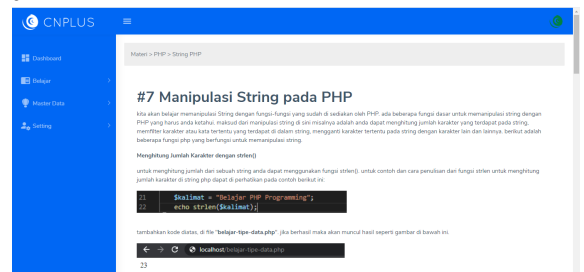 CNPLUS
Dashboard
Belajar
Master Data
Setting
Materi > PHP > String PHP
#7 Manipulasi String pada PHP
kita akan belajar memanipulasi String dengan fungsi-fungsi yang sudah di sediakan oleh PHP, ada beberapa fungsi dasar untuk memanipulasi string dengan
PHP yang harus anda ketahui. maksud dari manipulasi string di sini misalnya adalah anda dapat menghitung jumlah karakter yang terdapat pada string,
memfilter karakter atau kata tertentu yang terdapat di dalam string, mengganti karakter tertentu pada string dengan karakter lain dan lainnya. berikut adalah
beberapa fungsi php yang berfungsi untuk memanipulasi string.
Menghitung Jumlah Karakter dengan strlen()
untuk menghitung jumlah dari sebuah string anda dapat menggunakan fungsi strlen(). untuk contoh dan cara penulisan dari fungsi strlen untuk menghitung
jumlah karakter di string php dapat di perhatikan pada contoh berikut ini:
21 $kalimat = "Belajar PHP Programming";
22 echo strlen($kalimat);
tambahkan kode diatas, di file "belajar-tipe-data.php". jika berhasil maka akan muncul hasil seperti gambar di bawah ini.
localhost/belajar-tipe-data.php
23